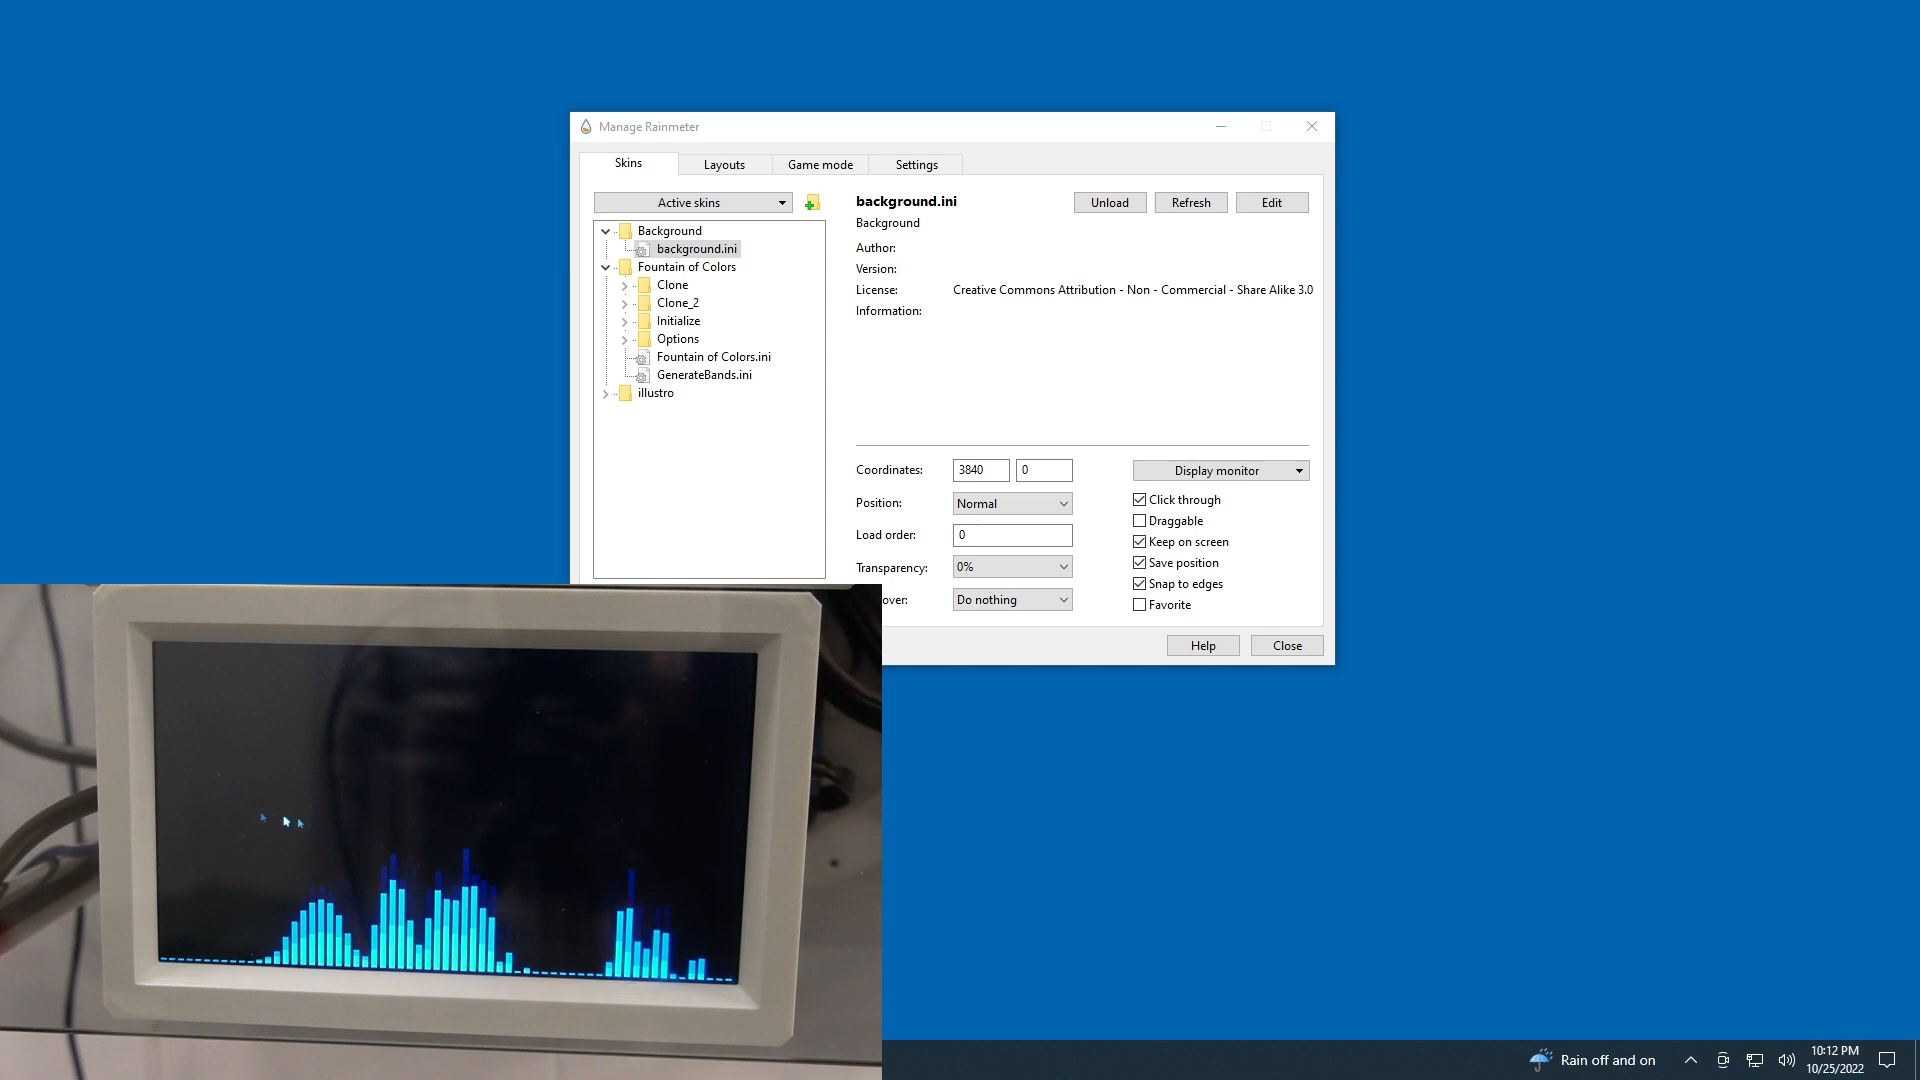 Manage Rainmeter
Skins
Layouts
Game mode
Settings
Active skins
Background
background.ini
Fountain of Colors
Clone
Clone_2
Initialize
Options
Fountain of Colors.ini
GenerateBands.ini
illustro
background.ini
Unload
Refresh
Edit
Background
Author:
Version:
License: Creative Commons Attribution - Non - Commercial - Share Alike 3.0
Information:
Coordinates: 3840 0
Display monitor
Position: Normal
Load order: 0
Transparency: 0%
over: Do nothing
Click through
Draggable
Keep on screen
Save position
Snap to edges
Favorite
Help
Close
Rain off and on
10:12 PM
10/25/2022